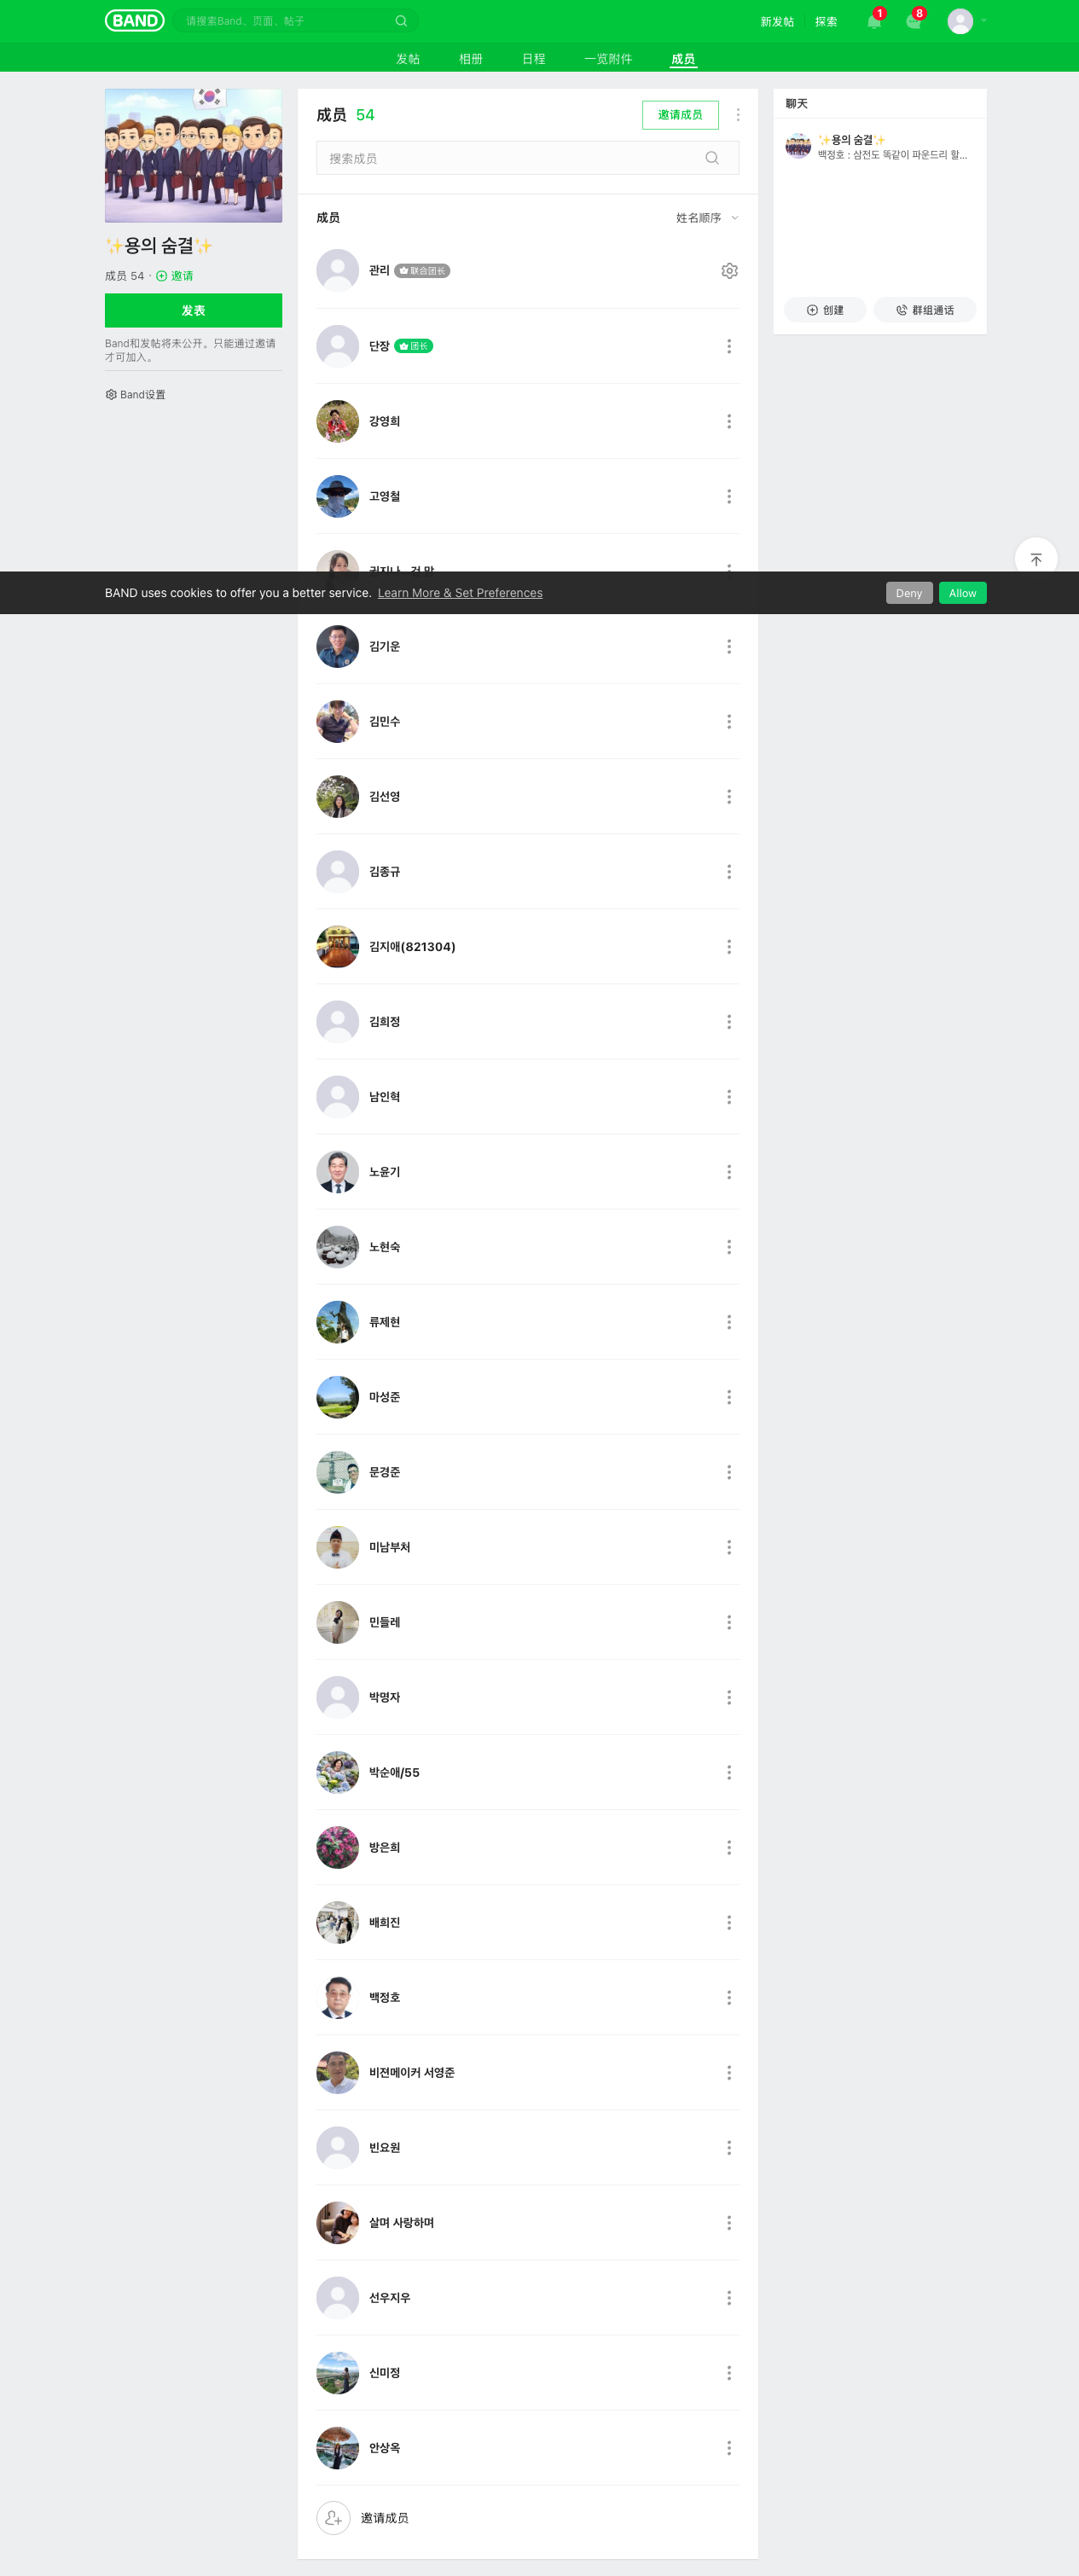 BAND
请搜索Band、页面、帖子
新发帖
探索
1
8
发帖
相册
日程
一览附件
成员
✨용의 숨결✨
成员 54 · 邀请
发表
Band和发帖将未公开。只能通过邀请
才可加入。
Band设置
成员 54
邀请成员
搜索成员
成员
姓名顺序
관리 联合团长
단장 团长
강영희
고영철
BAND uses cookies to offer you a better service. Learn More & Set Preferences
Deny
Allow
김기운
김민수
김선영
김종규
김지애(821304)
김희정
남인혁
노윤기
노현숙
류제현
마성준
문경준
미남부처
민들레
박명자
박순애/55
방은희
배희진
백정호
비젼메이커 서영준
빈요원
살며 사랑하며
선우지우
신미정
안상옥
邀请成员
聊天
✨용의 숨결✨
백정호 : 삼전도 똑같이 파운드리 할...
创建
群组通话